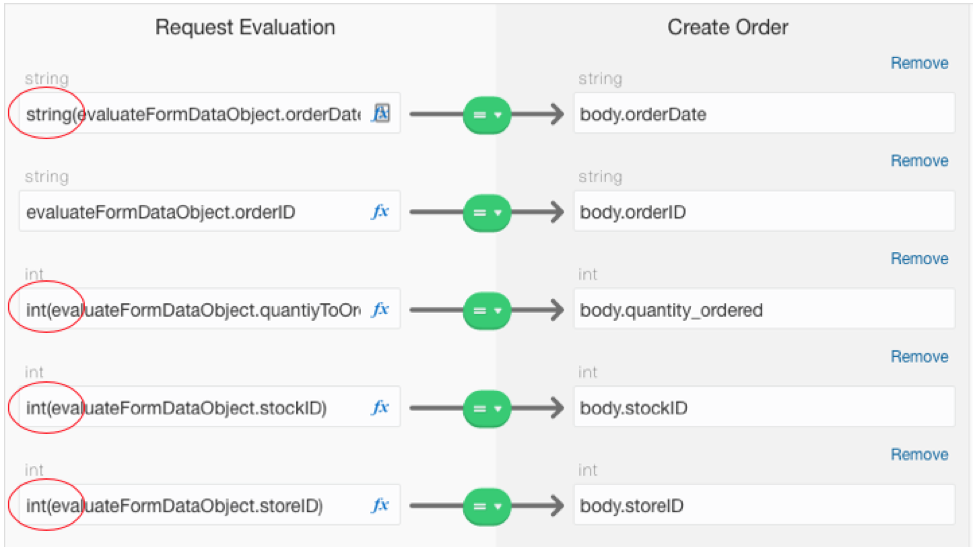 Request Evaluation Create Order
Remove
string string
string(evaluateFormDataObject.orderDate fx = body.orderDate
Remove
string string
evaluateFormDataObject.orderID fx = body.orderID
Remove
int int
int(evaluateFormDataObject.quantiyToOr fx = body.quantity_ordered
Remove
int int
int(evaluateFormDataObject.stockID) fx = body.stockID
Remove
int int
int(evaluateFormDataObject.storeID) fx = body.storeID